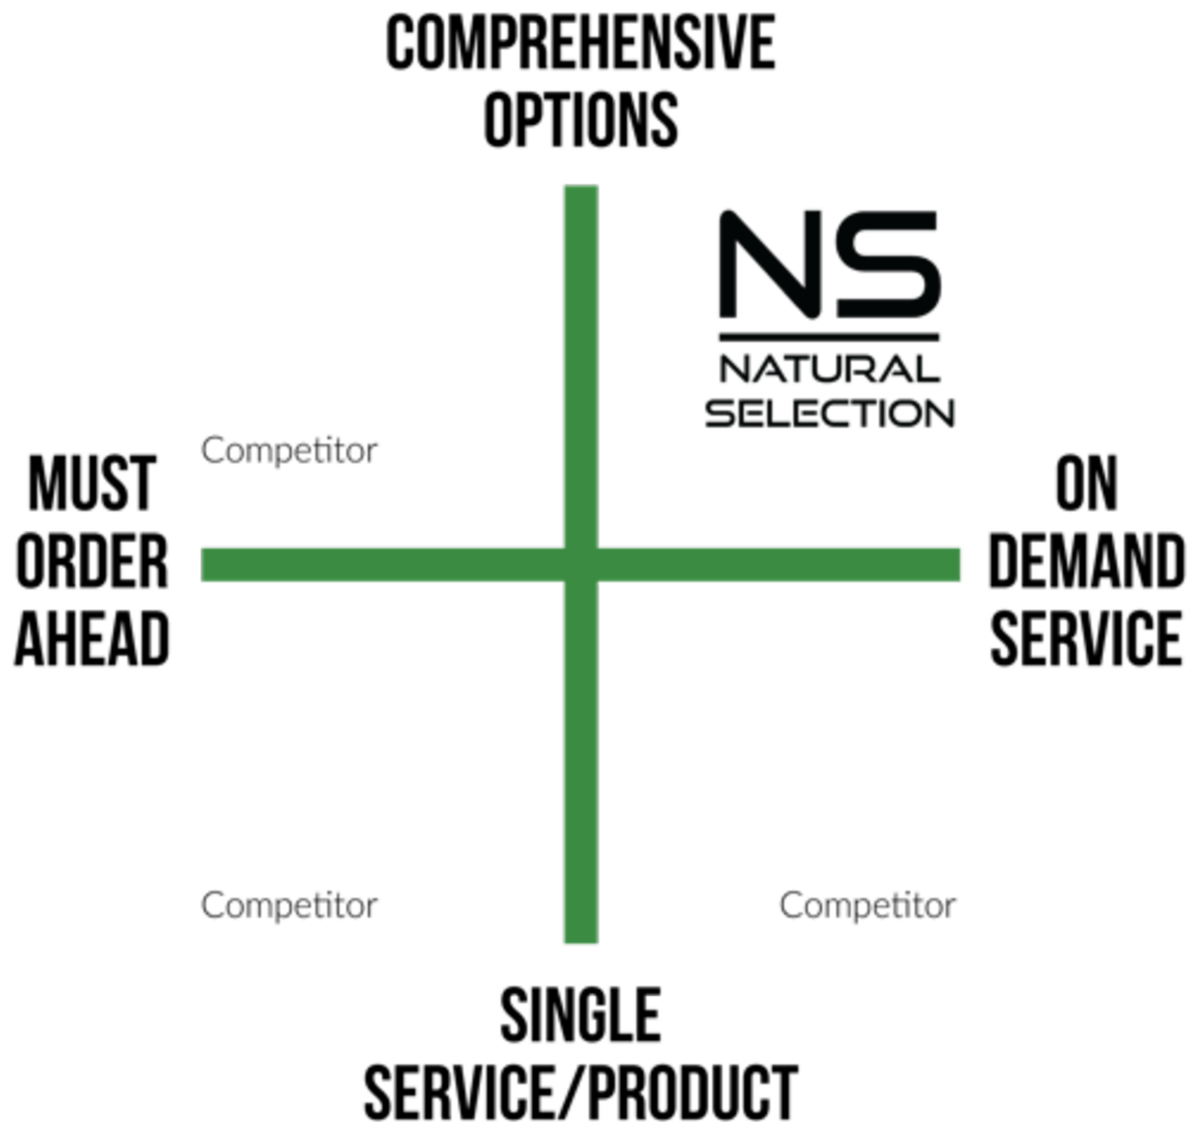 COMPREHENSIVE
OPTIONS
NS
NATURAL
SELECTION
Competitor
MUST
ORDER
AHEAD
ON
DEMAND
SERVICE
Competitor
Competitor
SINGLE
SERVICE/PRODUCT